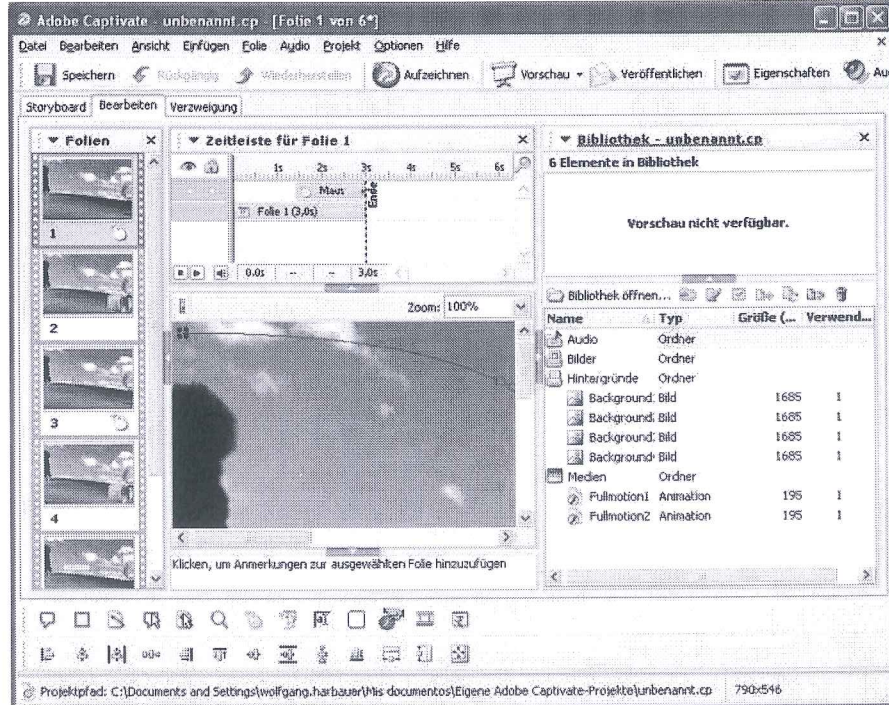 Adobe Captivate - unbenannt.cp - [Folie 1 von 6*]
Datei Bearbeiten Ansicht Einfügen Folie Audio Projekt Optionen Hilfe
Speichern Rückgängig Wiederherstellen Aufzeichnen Vorschau Veröffentlichen Eigenschaften Au
Storyboard Bearbeiten Verzweigung
Folien
1
2
3
4
Zeitleiste für Folie 1
1s 2s 3s 4s 5s 6s
Maus
Folie 1 (3,0s)
Ende
0.0s -- -- 3,0s
Zoom: 100%
Klicken, um Anmerkungen zur ausgewählten Folie hinzuzufügen
Bibliothek - unbenannt.cp
6 Elemente in Bibliothek
Vorschau nicht verfügbar.
Bibliothek öffnen...
Name Typ Größe (... Verwend...
Audio Ordner
Bilder Ordner
Hintergründe Ordner
Background Bild 1685 1
Background Bild 1685 1
Background Bild 1685 1
Background Bild 1685 1
Medien Ordner
Fullmotion1 Animation 195 1
Fullmotion2 Animation 195 1
Projektpfad: C:\Documents and Settings\wolfgang.harbauer\Mis documentos\Eigene Adobe Captivate-Projekte\unbenannt.cp 790x546